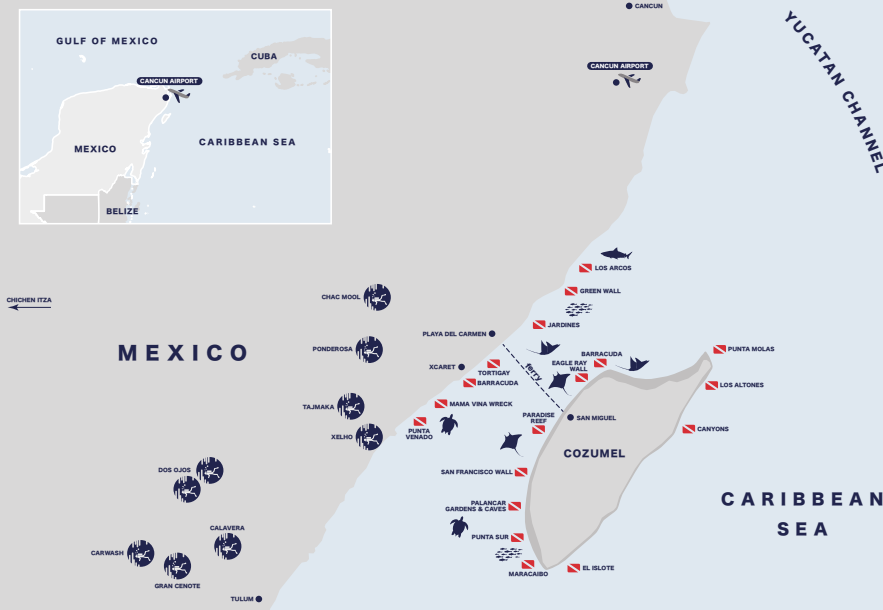 CANCUN
YUCATAN CHANNEL
GULF OF MEXICO
CUBA
CANCUN AIRPORT
CANCUN AIRPORT
CARIBBEAN SEA
MEXICO
BELIZE
LOS ARCOS
GREEN WALL
CHICHEN ITZA
CHAC MOOL
JARDINES
PLAYA DEL CARMEN
MEXICO
PONDEROSA
PUNTA MOLAS
BARRACUDA
EAGLE RAY
WALL
XCARET
TORTIGAY
ferry
BARRACUDA
LOS ALTONES
TAJMAKA
MAMA VINA WRECK
PARADISE
REEF
SAN MIGUEL
PUNTA
VENADO
CANYONS
XELHO
COZUMEL
DOS OJOS
SAN FRANCISCO WALL
CARIBBEAN
SEA
PALANCAR
GARDENS & CAVES
CALAVERA
PUNTA SUR
CARWASH
GRAN CENOTE
MARACAIBO
EL ISLOTE
TULUM